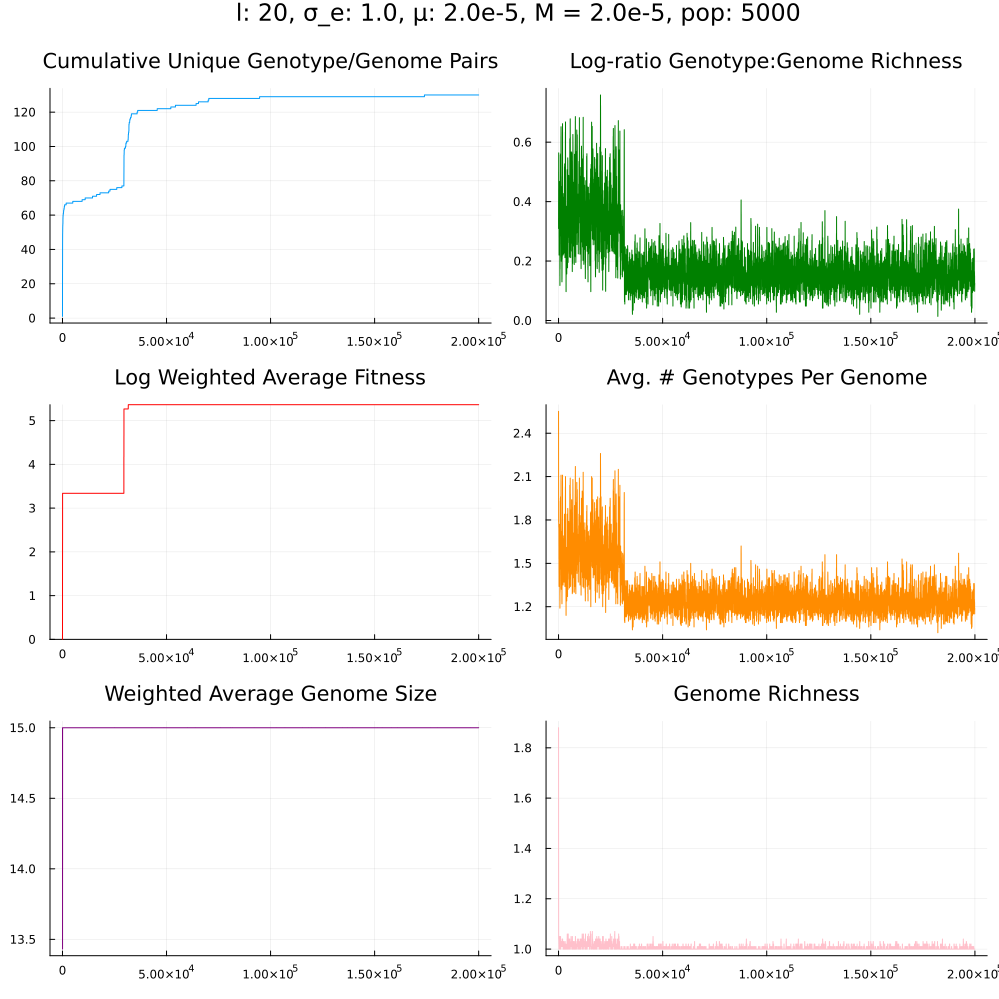 l: 20, σ_e: 1.0, μ: 2.0e-5, M = 2.0e-5, pop: 5000
Cumulative Unique Genotype/Genome Pairs
120
100
80
60
40
20
0
0 5.00×10⁴ 1.00×10⁵ 1.50×10⁵ 2.00×10⁵
Log-ratio Genotype:Genome Richness
0.6
0.4
0.2
0.0
0 5.00×10⁴ 1.00×10⁵ 1.50×10⁵ 2.00×10⁵
Log Weighted Average Fitness
5
4
3
2
1
0
0 5.00×10⁴ 1.00×10⁵ 1.50×10⁵ 2.00×10⁵
Avg. # Genotypes Per Genome
2.4
2.1
1.8
1.5
1.2
0 5.00×10⁴ 1.00×10⁵ 1.50×10⁵ 2.00×10⁵
Weighted Average Genome Size
15.0
14.5
14.0
13.5
0 5.00×10⁴ 1.00×10⁵ 1.50×10⁵ 2.00×10⁵
Genome Richness
1.8
1.6
1.4
1.2
1.0
0 5.00×10⁴ 1.00×10⁵ 1.50×10⁵ 2.00×10⁵